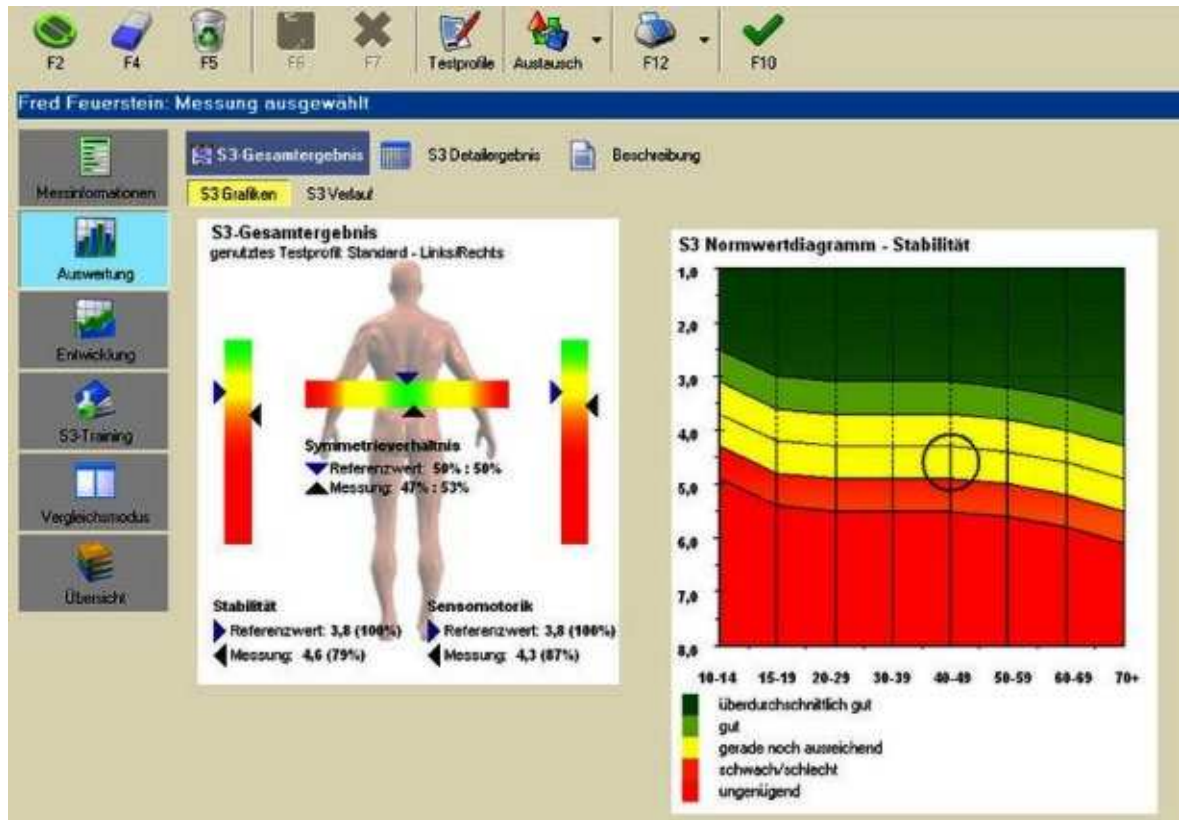 F2 F4 F5 F6 F7 Testprofile Austausch F12 F10
Fred Feuerstein: Messung ausgewählt
Messinformationen
Auswertung
Entwicklung
S3-Training
Vergleichsmodus
Übersicht
S3-Gesamtergebnis S3 Detailergebnis Beschreibung
S3 Grafiken S3 Verlauf
S3-Gesamtergebnis
genutztes Testprofil: Standard - Links/Rechts
Symmetrieverhältnis
Referenzwert: 50% : 50%
Messung: 47% : 53%
Stabilität
Referenzwert: 3,8 (100%)
Messung: 4,6 (79%)
Sensomotorik
Referenzwert: 3,8 (100%)
Messung: 4,3 (87%)
S3 Normwertdiagramm - Stabilität
1,0
2,0
3,0
4,0
5,0
6,0
7,0
8,0
10-14 15-19 20-29 30-39 40-49 50-59 60-69 70+
überdurchschnittlich gut
gut
gerade noch ausreichend
schwach/schlecht
ungenügend